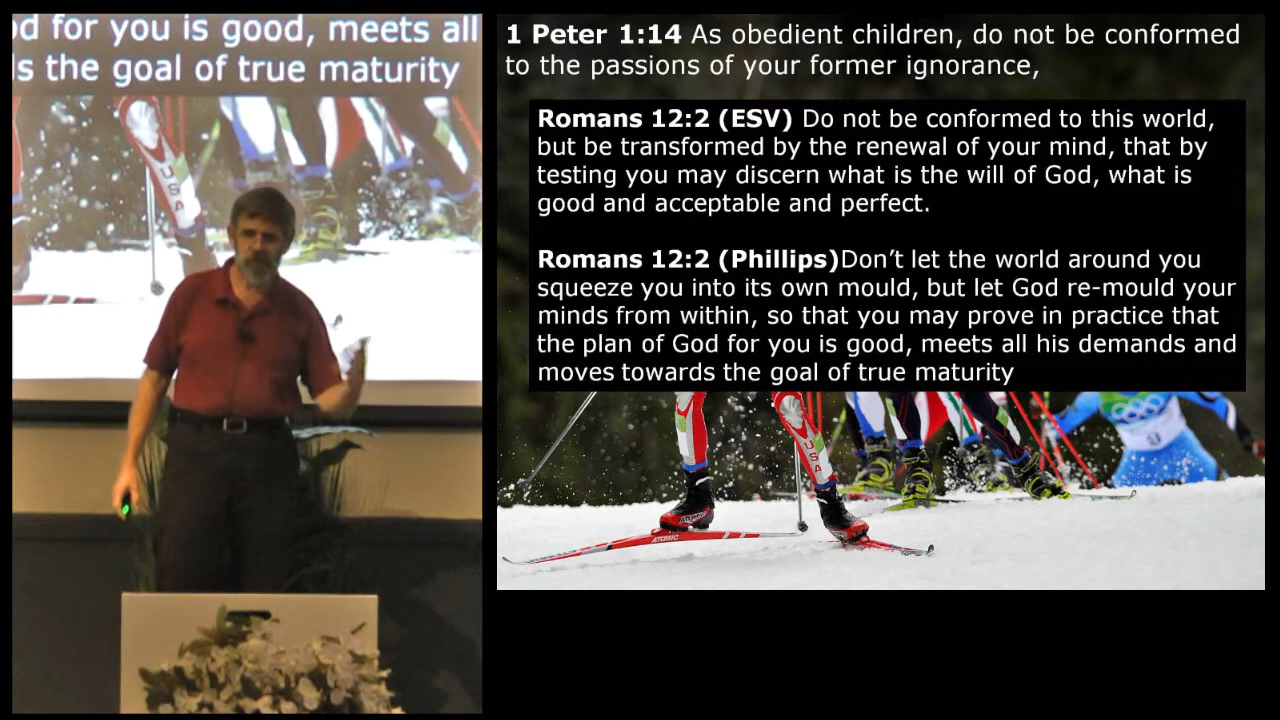 d for you is good, meets all
s the goal of true maturity
USA
1 Peter 1:14 As obedient children, do not be conformed
to the passions of your former ignorance,
Romans 12:2 (ESV) Do not be conformed to this world,
but be transformed by the renewal of your mind, that by
testing you may discern what is the will of God, what is
good and acceptable and perfect.
Romans 12:2 (Phillips)Don’t let the world around you
squeeze you into its own mould, but let God re-mould your
minds from within, so that you may prove in practice that
the plan of God for you is good, meets all his demands and
moves towards the goal of true maturity
USA
ATOMIC
ATOMIC